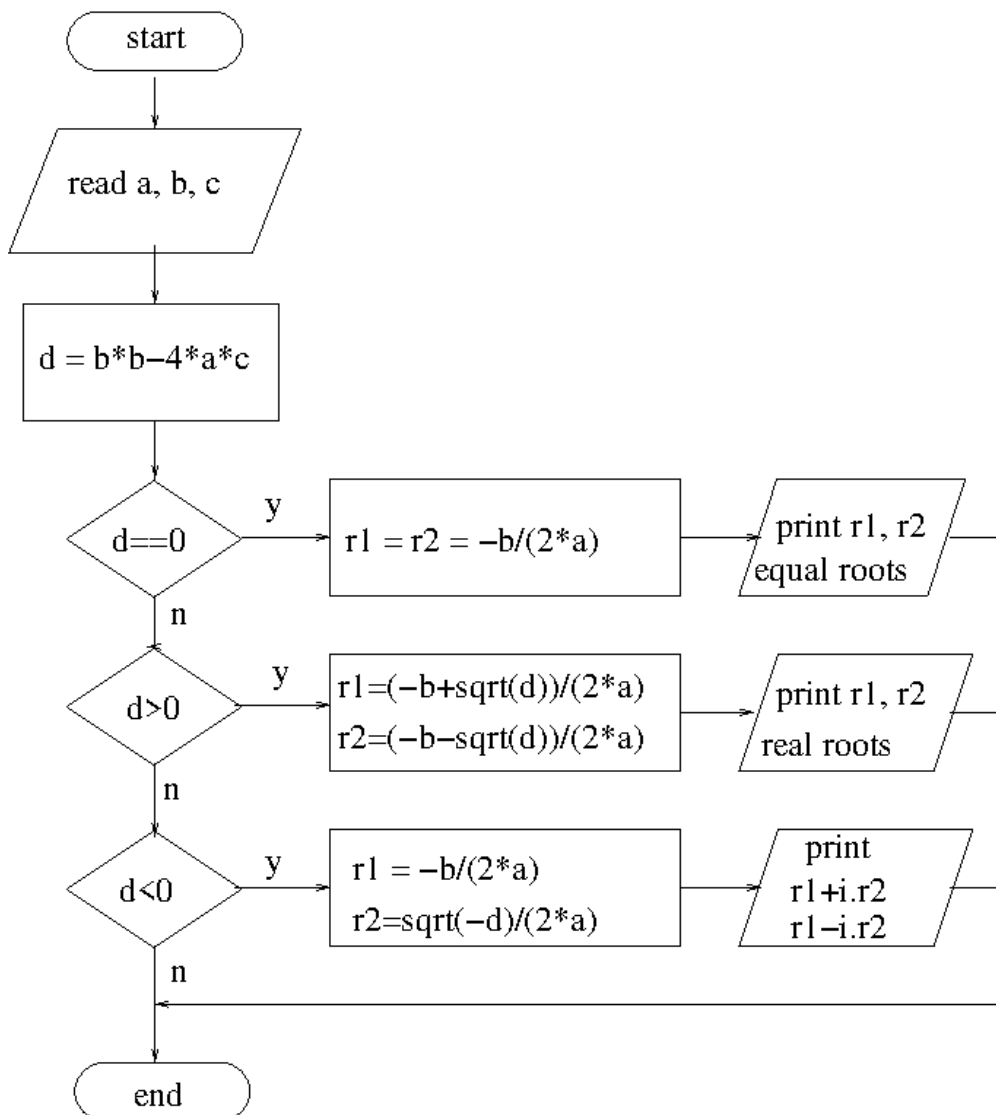 start
read a, b, c
d = b*b−4*a*c
d==0
y
r1 = r2 = −b/(2*a)
print r1, r2
equal roots
n
d>0
y
r1=(−b+sqrt(d))/(2*a)
r2=(−b−sqrt(d))/(2*a)
print r1, r2
real roots
n
d<0
y
r1 = −b/(2*a)
r2=sqrt(−d)/(2*a)
print
r1+i.r2
r1−i.r2
n
end